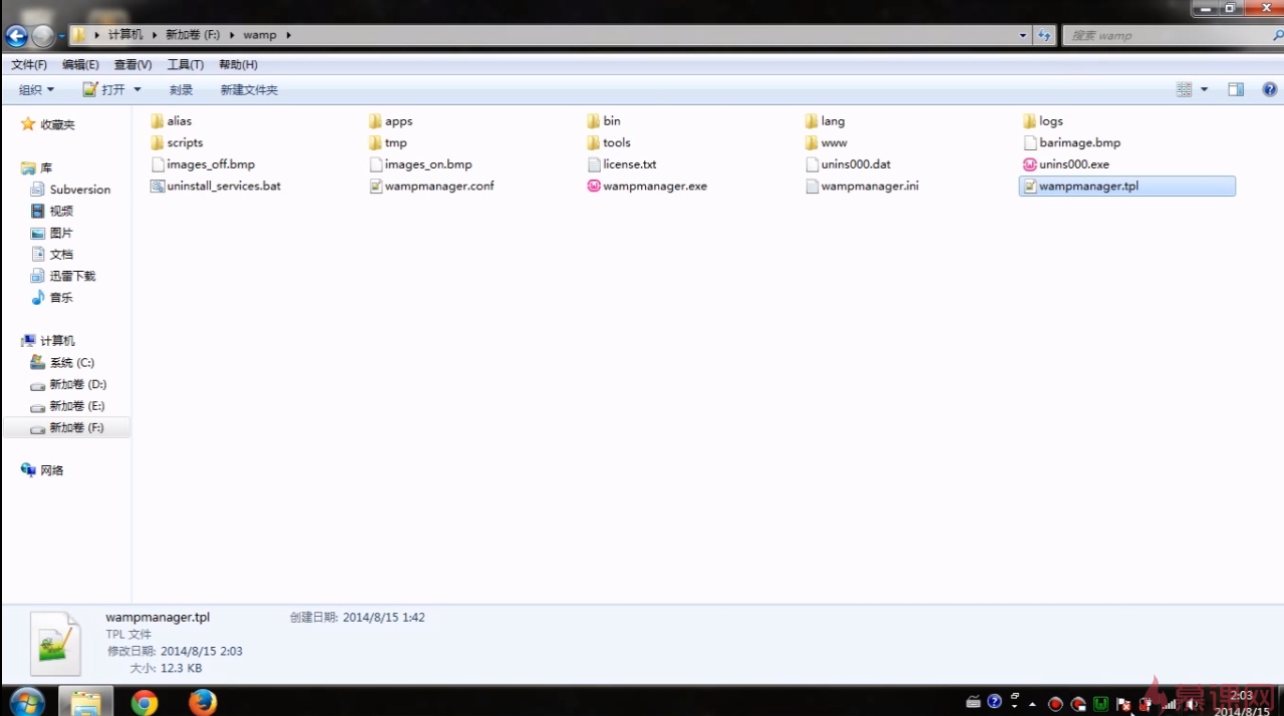 计算机 新加卷 (F:) wamp 搜索 wamp
文件(F) 编辑(E) 查看(V) 工具(T) 帮助(H)
组织 打开 刻录 新建文件夹
收藏夹
库
Subversion
视频
图片
文档
迅雷下载
音乐
计算机
系统 (C:)
新加卷 (D:)
新加卷 (E:)
新加卷 (F:)
网络
alias apps bin lang logs
scripts tmp tools www barimage.bmp
images_off.bmp images_on.bmp license.txt unins000.dat unins000.exe
uninstall_services.bat wampmanager.conf wampmanager.exe wampmanager.ini wampmanager.tpl
wampmanager.tpl 创建日期: 2014/8/15 1:42
TPL 文件
修改日期: 2014/8/15 2:03
大小: 12.3 KB
慕课网
2:03
2014/8/15